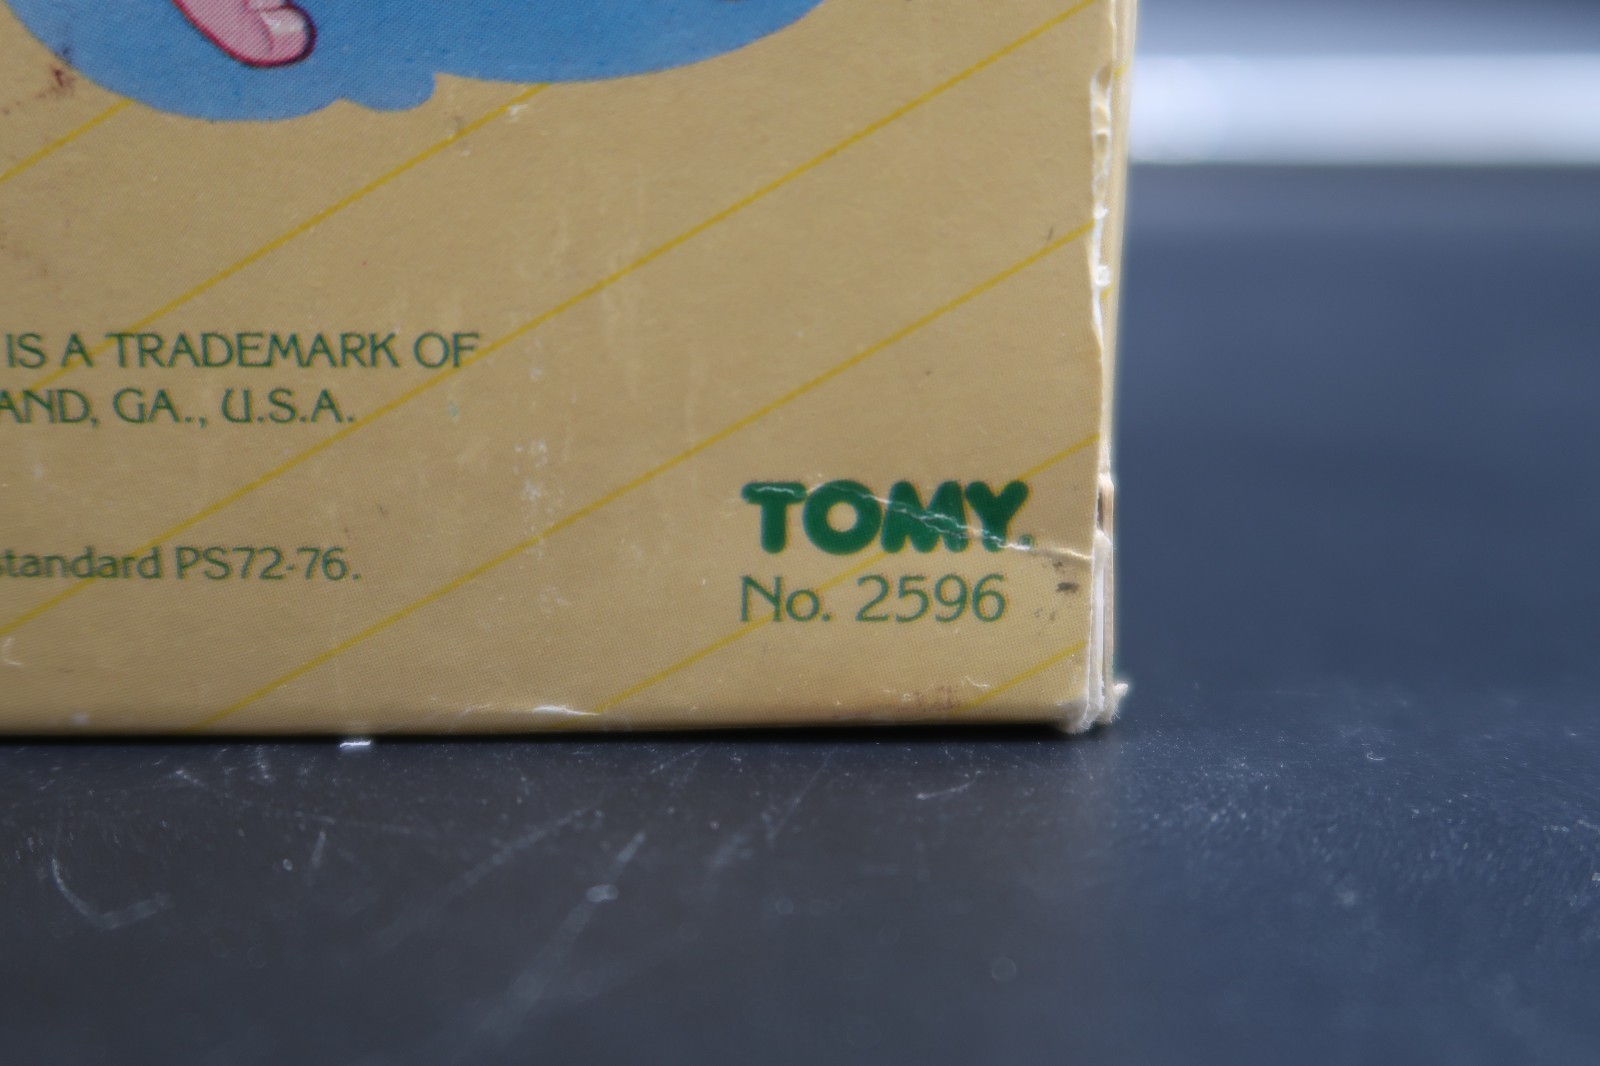 IS A TRADEMARK OF
AND, GA., U.S.A.
standard PS72-76.
TOMY®
No. 2596